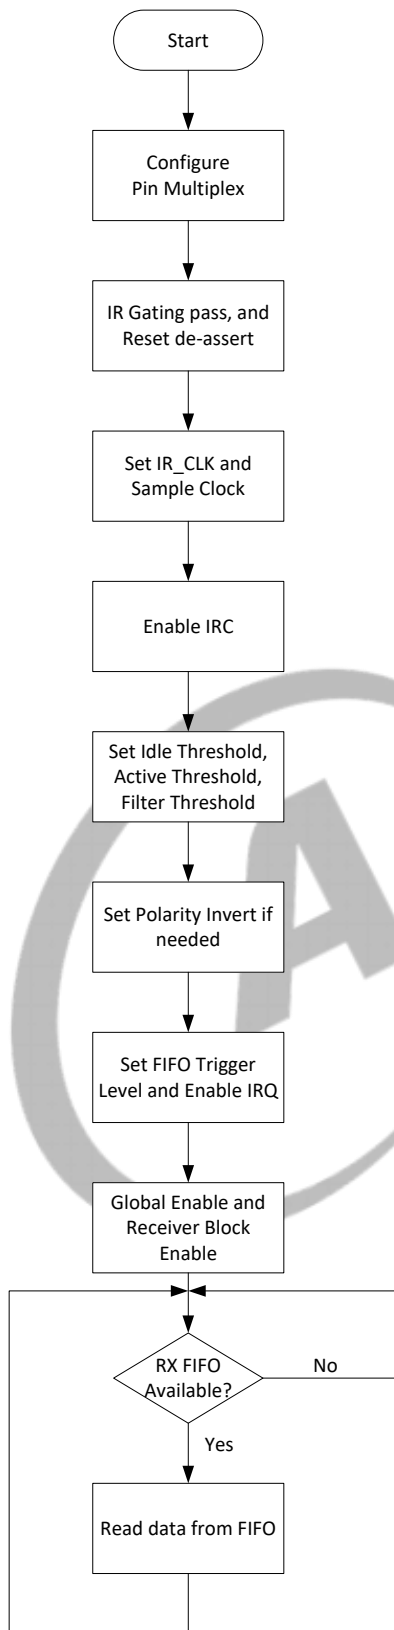 Start
Configure
Pin Multiplex
IR Gating pass, and
Reset de-assert
Set IR_CLK and
Sample Clock
Enable IRC
Set Idle Threshold,
Active Threshold,
Filter Threshold
Set Polarity Invert if
needed
Set FIFO Trigger
Level and Enable IRQ
Global Enable and
Receiver Block
Enable
RX FIFO
Available?
No
Yes
Read data from FIFO